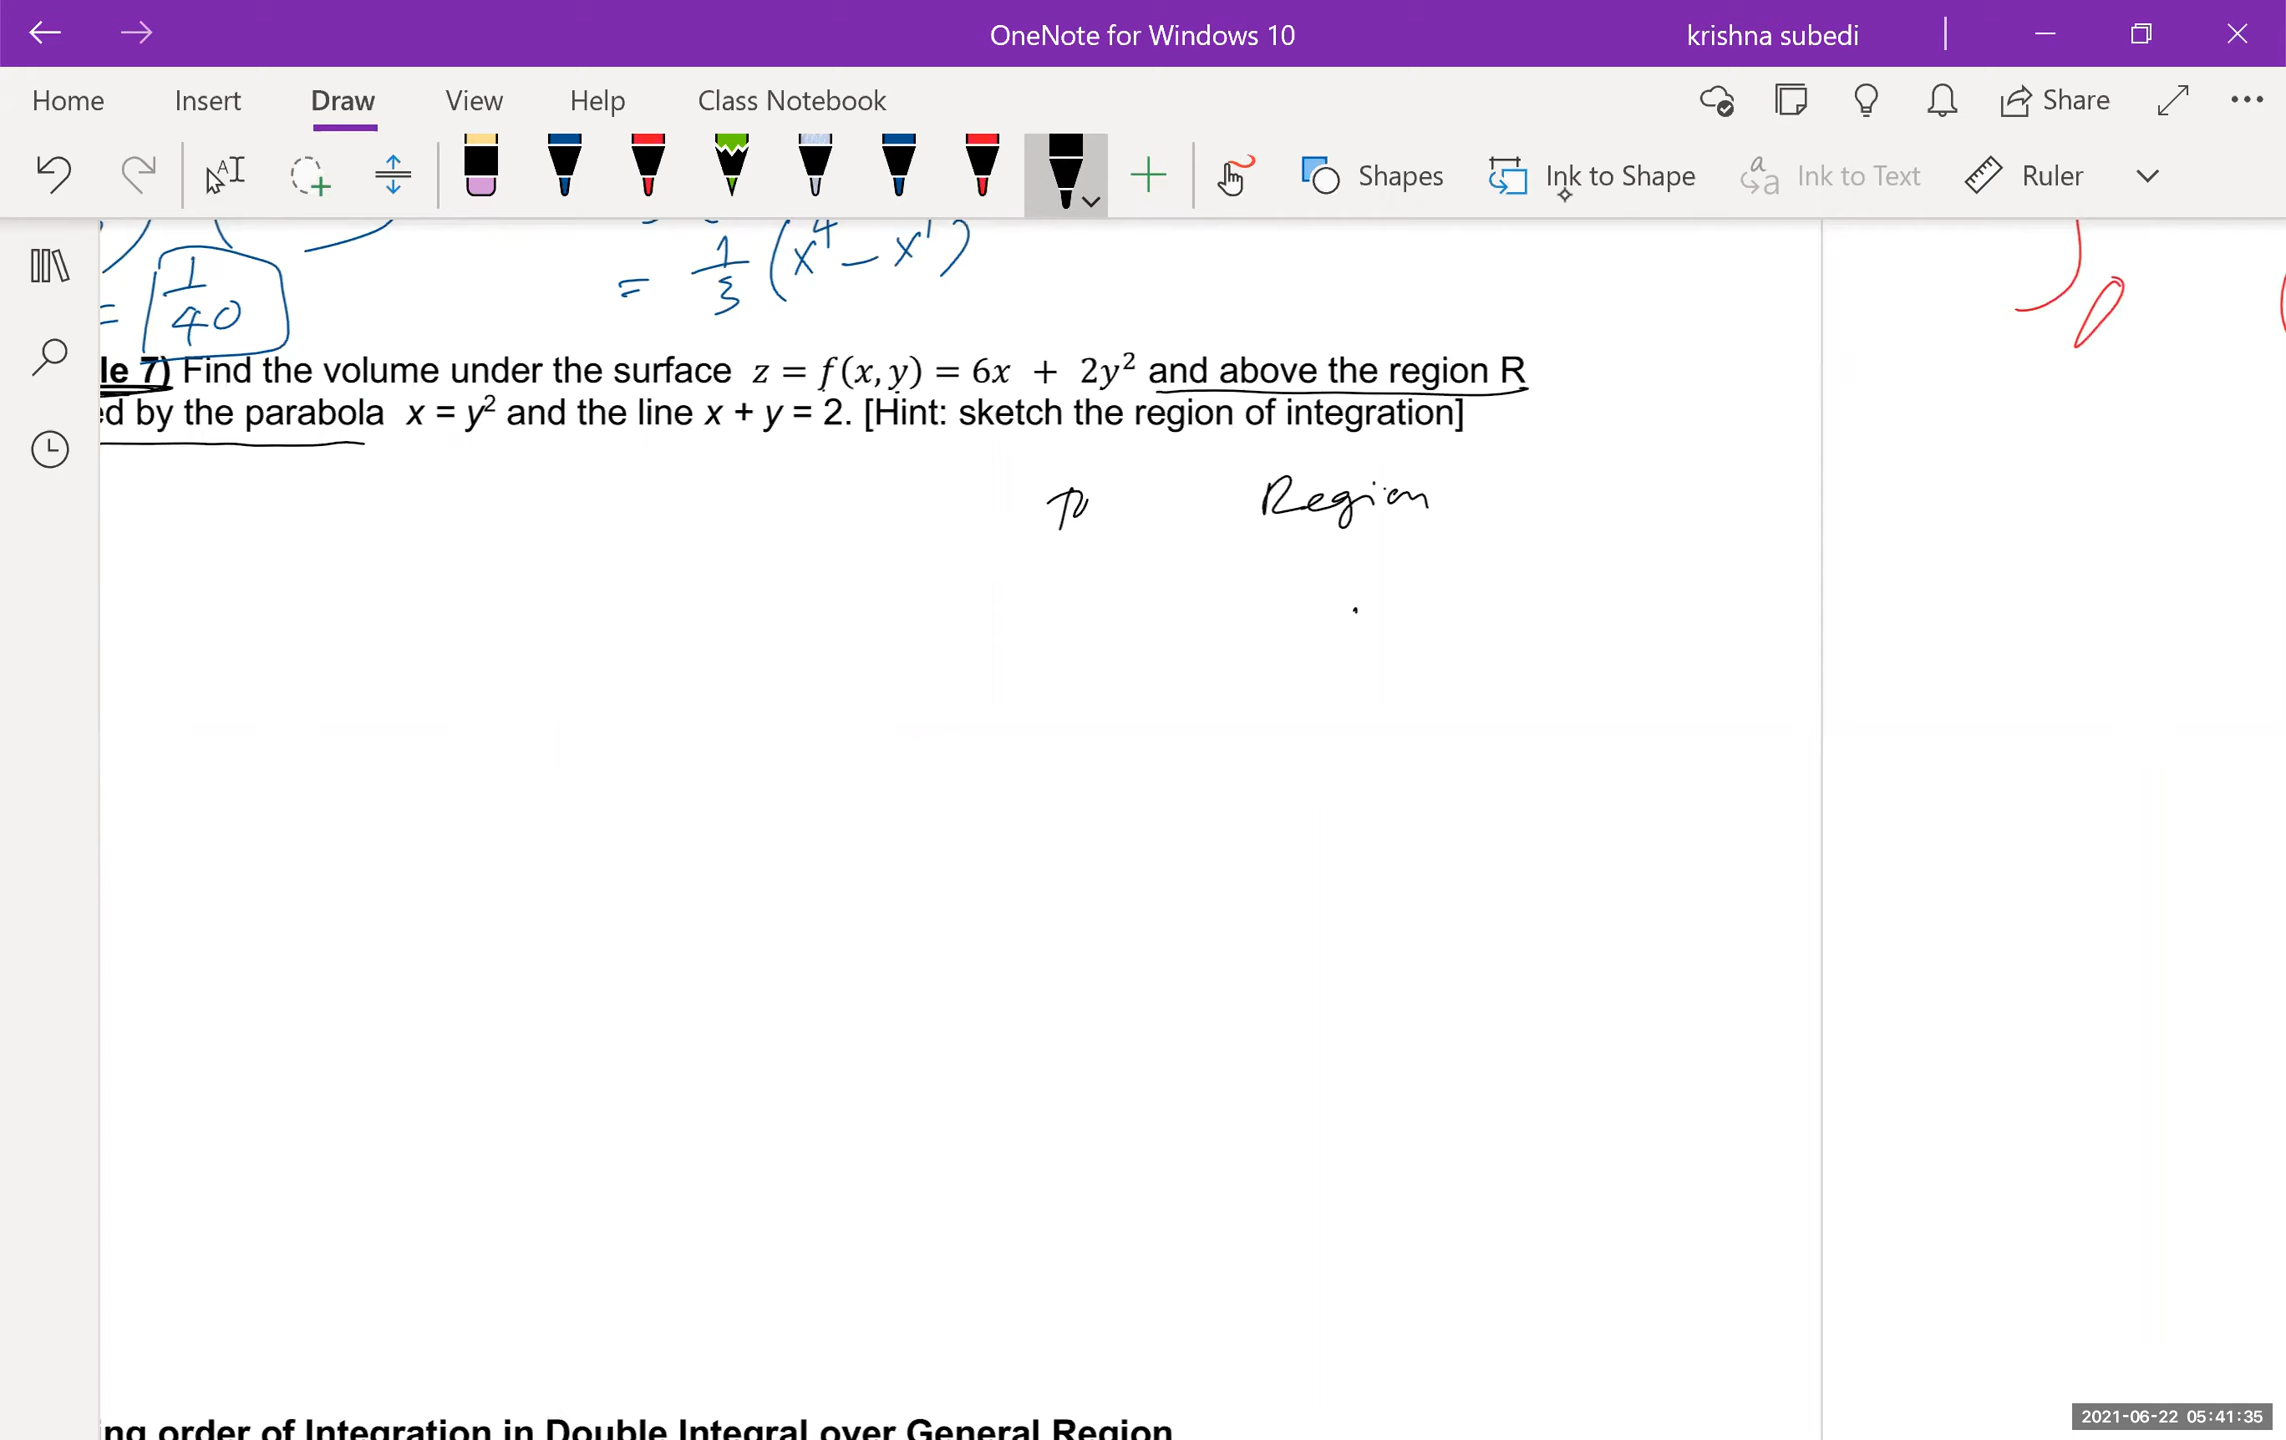 OneNote for Windows 10
krishna subedi
Home Insert Draw View Help Class Notebook Share
Shapes Ink to Shape Ink to Text Ruler
= 1/40
= 1/3 (x⁴ − x
le 7) Find the volume under the surface z = f(x, y) = 6x + 2y² and above the region R
ed by the parabola x = y² and the line x + y = 2. [Hint: sketch the region of integration]
Region
ng order of Integration in Double Integral over General Region
2021-06-22 05:41:35